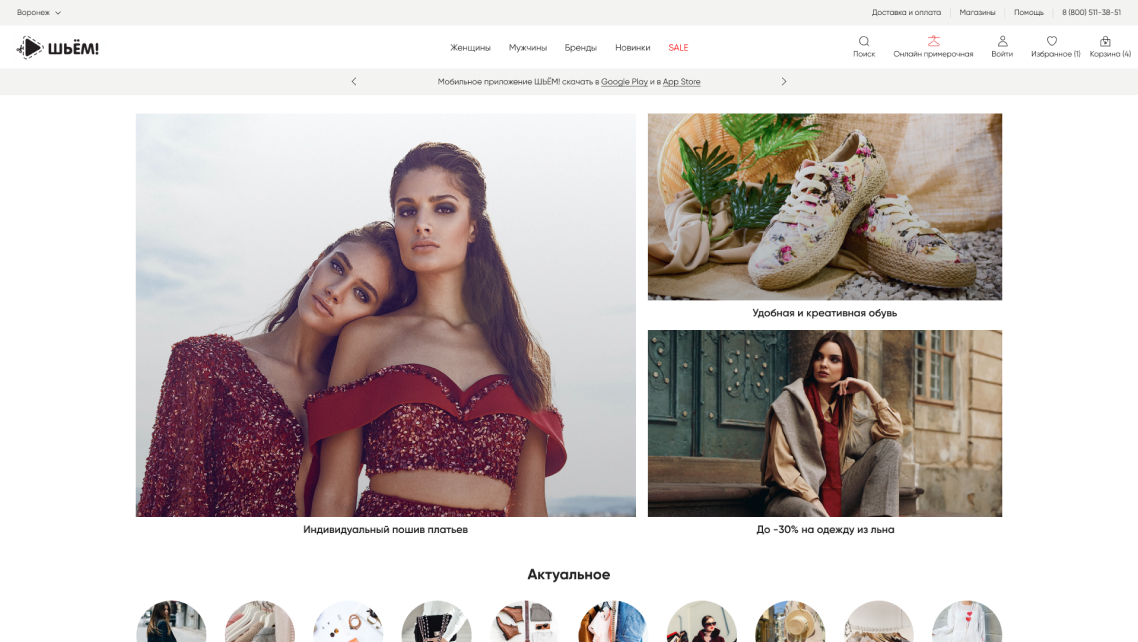 Воронеж
Доставка и оплата
Магазины
Помощь
8 (800) 511-38-51
ШЬЁМ!
Женщины
Мужчины
Бренды
Новинки
SALE
Поиск
Онлайн примерочная
Войти
Избранное (1)
Корзина (4)
Мобильное приложение ШЬЁМ! скачать в Google Play и в App Store
Удобная и креативная обувь
Индивидуальный пошив платьев
До -30% на одежду из льна
Актуальное